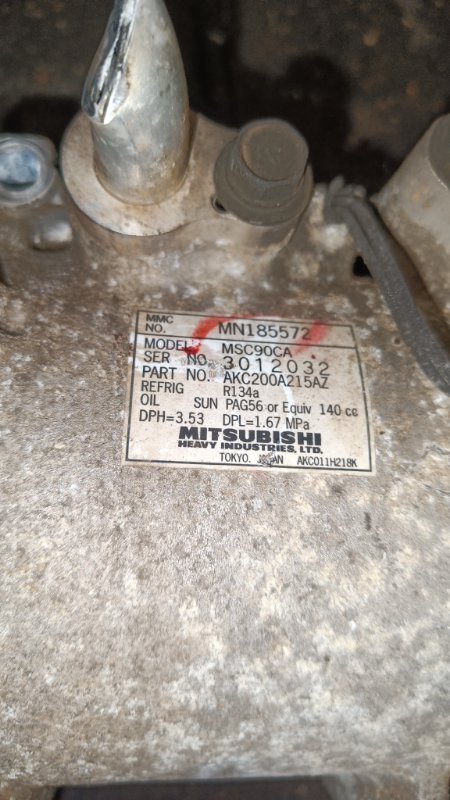 MMC
NO. MN185572
MODEL MSC90CA
SER NO. 3012032
PART NO. AKC200A215AZ
REFRIG R134a
OIL SUN PAG56 or Equiv 140 cc
DPH=3.53 DPL=1.67 MPa
MITSUBISHI
HEAVY INDUSTRIES, LTD.
TOKYO. JAPAN AKC011H218K